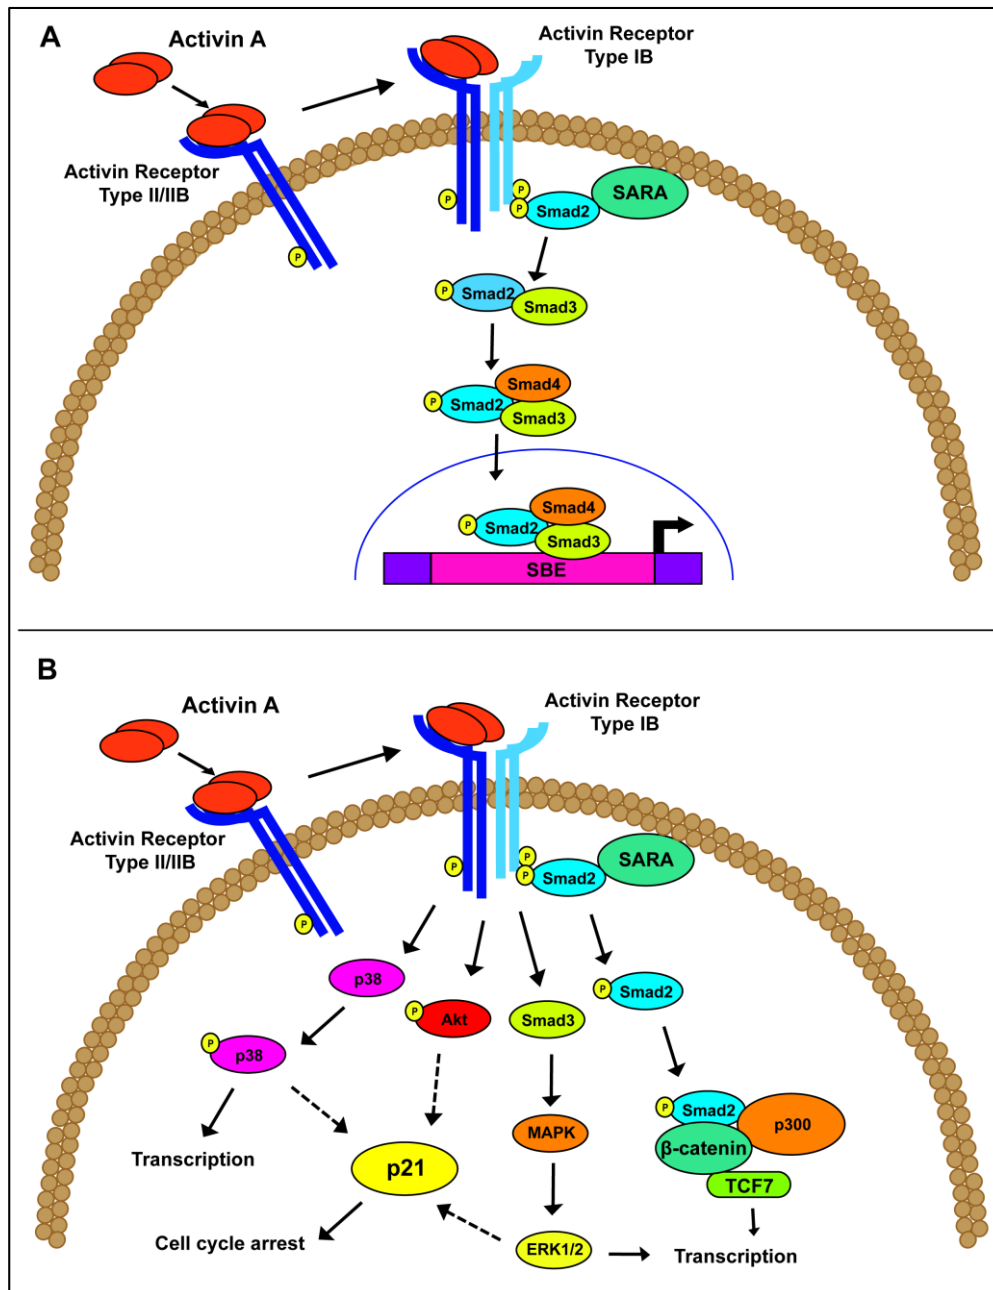 A
Activin A
Activin Receptor
Type IB
Activin Receptor
Type II/IIB
P
P
P
P
Smad2
SARA
P
Smad2
Smad3
P
Smad2
Smad4
Smad3
P
Smad2
Smad4
Smad3
SBE
B
Activin A
Activin Receptor
Type IB
Activin Receptor
Type II/IIB
P
P
P
P
Smad2
SARA
p38
P
Akt
Smad3
P
Smad2
P
p38
MAPK
P
Smad2
p300
β-catenin
TCF7
Transcription
p21
Cell cycle arrest
ERK1/2
Transcription